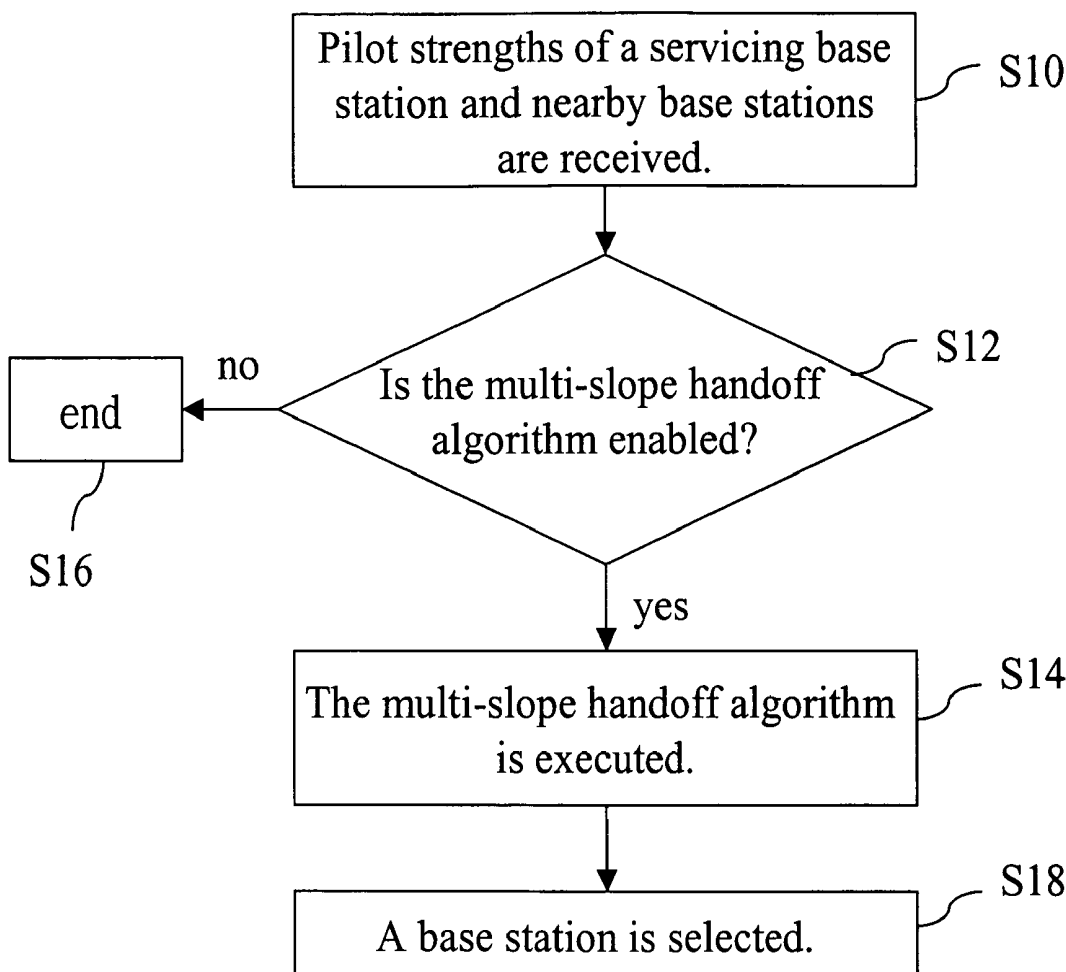 Pilot strengths of a servicing base
station and nearby base stations
are received.
S10
Is the multi-slope handoff
algorithm enabled?
S12
no
end
S16
yes
The multi-slope handoff algorithm
is executed.
S14
A base station is selected.
S18